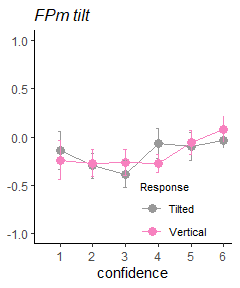 FPm tilt
1.0
0.5
0.0
-0.5
-1.0
Response
Tilted
Vertical
1 2 3 4 5 6
confidence